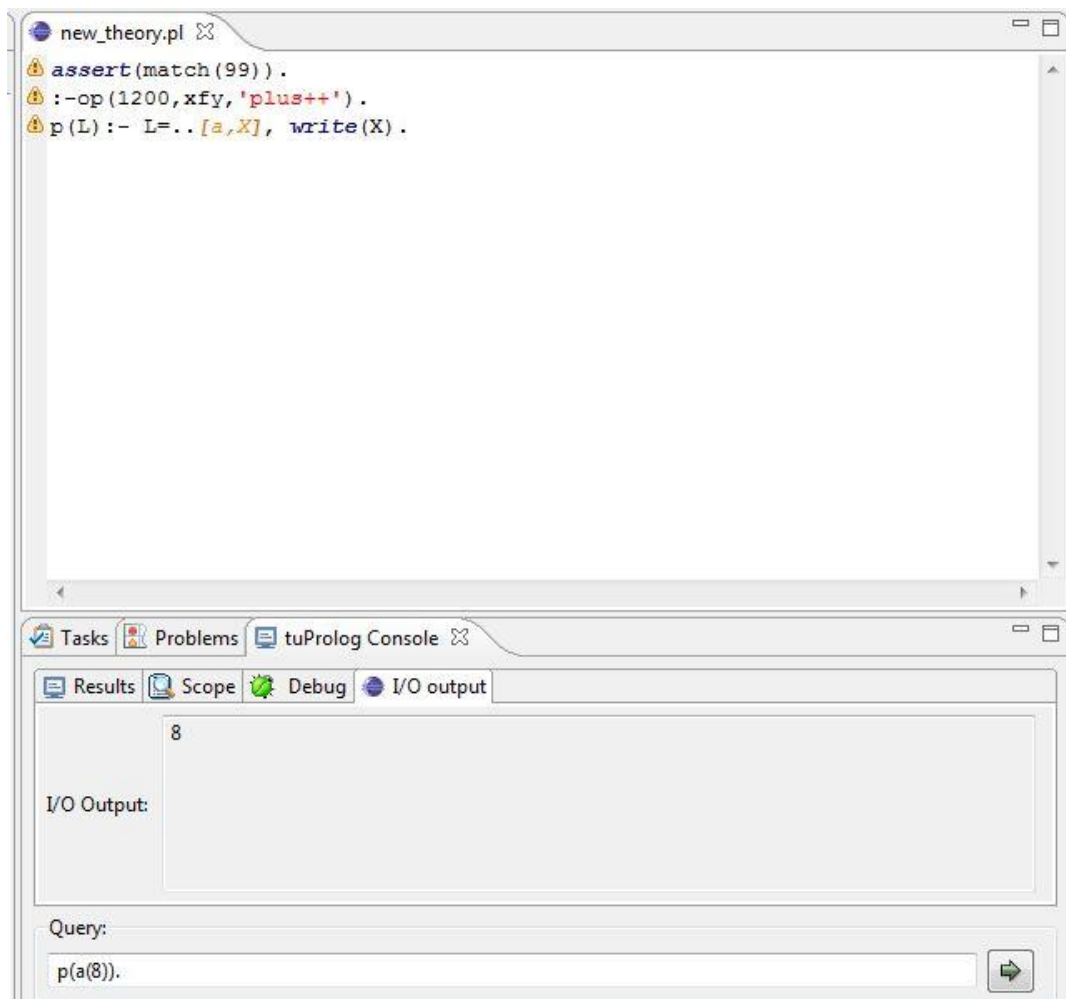 new_theory.pl
assert(match(99)).
:-op(1200,xfy,'plus++').
p(L):- L=..[a,X], write(X).
Tasks Problems tuProlog Console
Results Scope Debug I/O output
8
I/O Output:
Query:
p(a(8)).